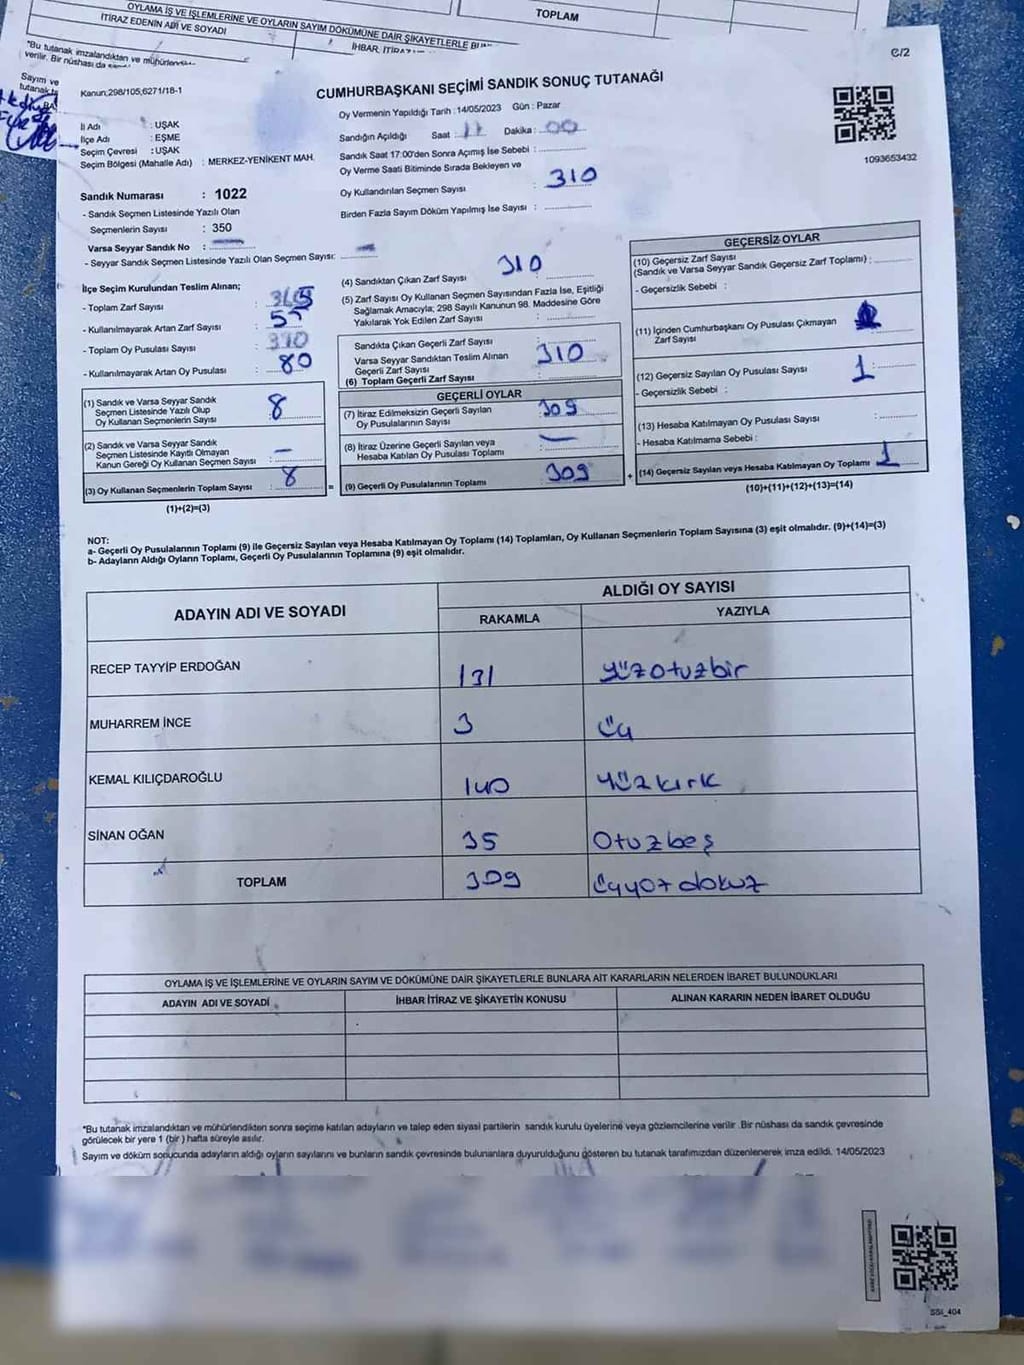 OYLAMA İŞ VE İŞLEMLERİNE VE OYLARIN SAYIM DÖKÜMÜNE DAİR ŞİKAYETLERLE
İTİRAZ EDENİN ADI VE SOYADI
TOPLAM
"Bu tutanak imzalandıktan ve
verilir. Bir nüshası da
Sayım ve
C/2
Kanun;298/105,6271/18-1
CUMHURBAŞKANI SEÇİMİ SANDIK SONUÇ TUTANAĞI
Oy Vermenin Yapıldığı Tarih : 14/05/2023 Gün : Pazar
İl Adı : UŞAK
İlçe Adı : EŞME
Seçim Çevresi : UŞAK
Seçim Bölgesi (Mahalle Adı) : MERKEZ-YENİKENT MAH.
Sandığın Açıldığı Saat : 17 Dakika : 00
Sandık Saat 17:00'den Sonra Açımış İse Sebebi :
Oy Verme Saati Bitiminde Sırada Bekleyen ve
Oy Kullandırılan Seçmen Sayısı : 310
Birden Fazla Sayım Döküm Yapılmış İse Sayısı :
1093653432
Sandık Numarası : 1022
- Sandık Seçmen Listesinde Yazılı Olan
Seçmenlerin Sayısı : 350
Varsa Seyyar Sandık No :
- Seyyar Sandık Seçmen Listesinde Yazılı Olan Seçmen Sayısı:
İlçe Seçim Kurulundan Teslim Alınan;
- Toplam Zarf Sayısı : 365
- Kullanılmayarak Artan Zarf Sayısı : 55
- Toplam Oy Pusulası Sayısı :
- Kullanılmayarak Artan Oy Pusulası : 80
(1) Sandık ve Varsa Seyyar Sandık
Seçmen Listesinde Yazılı Olup
Oy Kullanan Seçmenlerin Sayısı : 8
(2) Sandık ve Varsa Seyyar Sandık
Seçmen Listesinde Kayıtlı Olmayan
Kanun Gereği Oy Kullanan Seçmen Sayısı : –
(3) Oy Kullanan Seçmenlerin Toplam Sayısı : 8
(1)+(2)=(3)
=
(4) Sandıktan Çıkan Zarf Sayısı : 310
(5) Zarf Sayısı Oy Kullanan Seçmen Sayısından Fazla İse, Eşitliği
Sağlamak Amacıyla; 298 Sayılı Kanunun 98. Maddesine Göre
Yakılarak Yok Edilen Zarf Sayısı :
Sandıkta Çıkan Geçerli Zarf Sayısı :
Varsa Seyyar Sandıktan Teslim Alınan
Geçerli Zarf Sayısı
(6) Toplam Geçerli Zarf Sayısı : 310
GEÇERLİ OYLAR
(7) İtiraz Edilmeksizin Geçerli Sayılan
Oy Pusulalarının Sayısı : 309
(8) İtiraz Üzerine Geçerli Sayılan veya
Hesaba Katılan Oy Pusulası Toplamı : –
(9) Geçerli Oy Pusulalarının Toplamı : 309
+
GEÇERSİZ OYLAR
(10) Geçersiz Zarf Sayısı
(Sandık ve Varsa Seyyar Sandık Geçersiz Zarf Toplamı) :
- Geçersizlik Sebebi :
(11) İçinden Cumhurbaşkanı Oy Pusulası Çıkmayan
Zarf Sayısı
(12) Geçersiz Sayılan Oy Pusulası Sayısı : 1
- Geçersizlik Sebebi :
(13) Hesaba Katılmayan Oy Pusulası Sayısı :
- Hesaba Katılmama Sebebi :
(14) Geçersiz Sayılan veya Hesaba Katılmayan Oy Toplamı : 1
(10)+(11)+(12)+(13)=(14)
NOT:
a- Geçerli Oy Pusulalarının Toplamı (9) ile Geçersiz Sayılan veya Hesaba Katılmayan Oy Toplamı (14) Toplamları, Oy Kullanan Seçmenlerin Toplam Sayısına (3) eşit olmalıdır. (9)+(14)=(3)
b- Adayların Aldığı Oyların Toplamı, Geçerli Oy Pusulalarının Toplamına (9) eşit olmalıdır.
ADAYIN ADI VE SOYADI
ALDIĞI OY SAYISI
RAKAMLA YAZIYLA
RECEP TAYYİP ERDOĞAN 131 yüzotuzbir
MUHARREM İNCE 3 üç
KEMAL KILIÇDAROĞLU 140 yüzkırk
SİNAN OĞAN 35 Otuzbeş
TOPLAM 309 üçyüz dokuz
OYLAMA İŞ VE İŞLEMLERİNE VE OYLARIN SAYIM VE DÖKÜMÜNE DAİR ŞİKAYETLERLE BUNLARA AİT KARARLARIN NELERDEN İBARET BULUNDUKLARI
ADAYIN ADI VE SOYADI İHBAR İTİRAZ VE ŞİKAYETİN KONUSU ALINAN KARARIN NEDEN İBARET OLDUĞU
"Bu tutanak imzalandıktan ve mühürlendikten sonra seçime katılan adayların ve talep eden siyasi partilerin sandık kurulu üyelerine veya gözlemcilerine verilir .Bir nüshası da sandık çevresinde
görülecek bir yere 1 (bir ) hafta süreyle asılır.
Sayım ve döküm sonucunda adayların aldığı oyların sayılarını ve bunların sandık çevresinde bulunanlara duyurulduğunu gösteren bu tutanak tarafımızdan düzenlenerek imza edildi. 14/05/2023
SSI_404